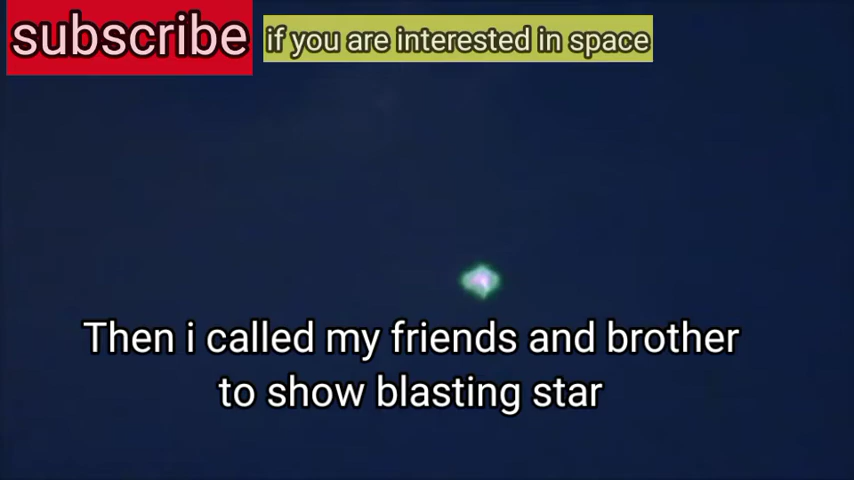 subscribe
if you are interested in space
Then i called my friends and brother
to show blasting star